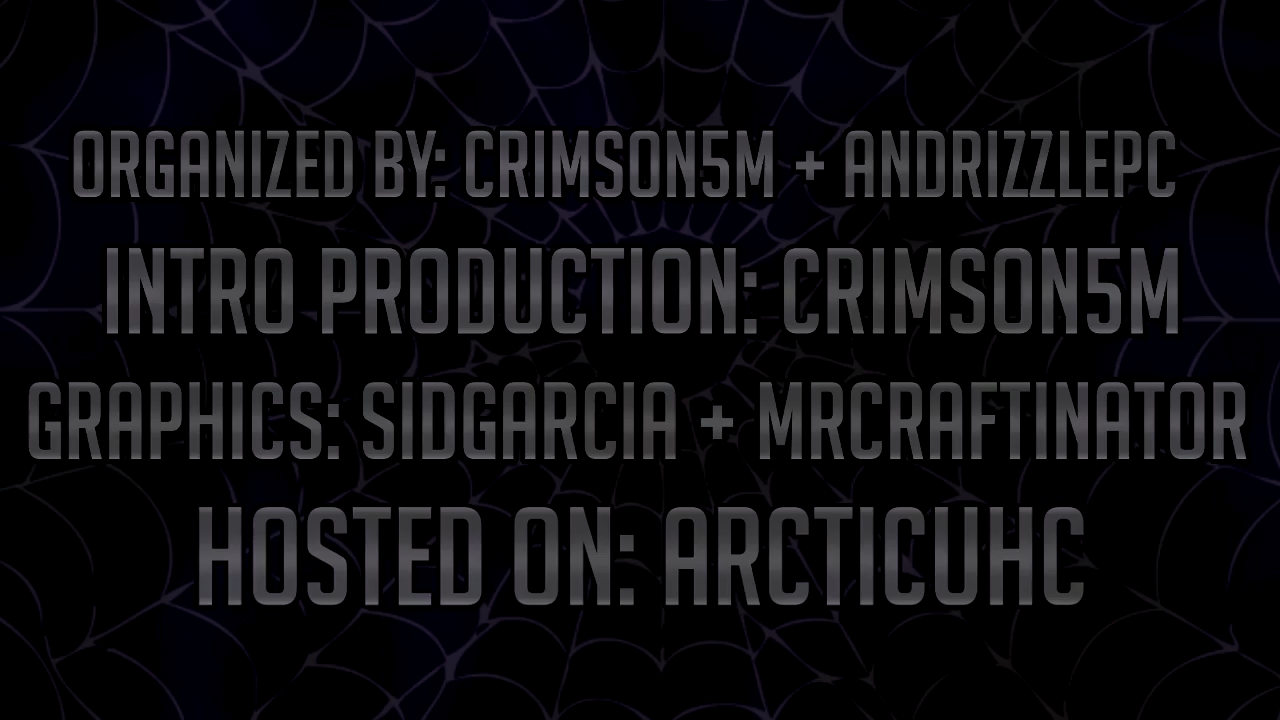 ORGANIZED BY: CRIMSON5M + ANDRIZZLEPC
INTRO PRODUCTION: CRIMSON5M
GRAPHICS: SIDGARCIA + MRCRAFTINATOR
HOSTED ON: ARCTICUHC